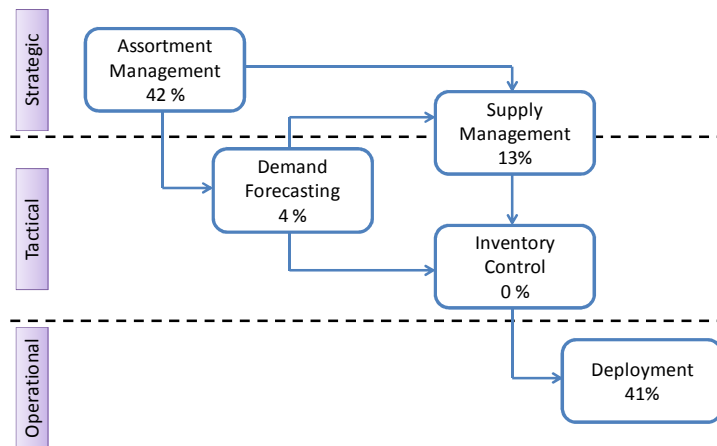 Strategic
Assortment
Management
42 %
Supply
Management
13%
Tactical
Demand
Forecasting
4 %
Inventory
Control
0 %
Operational
Deployment
41%